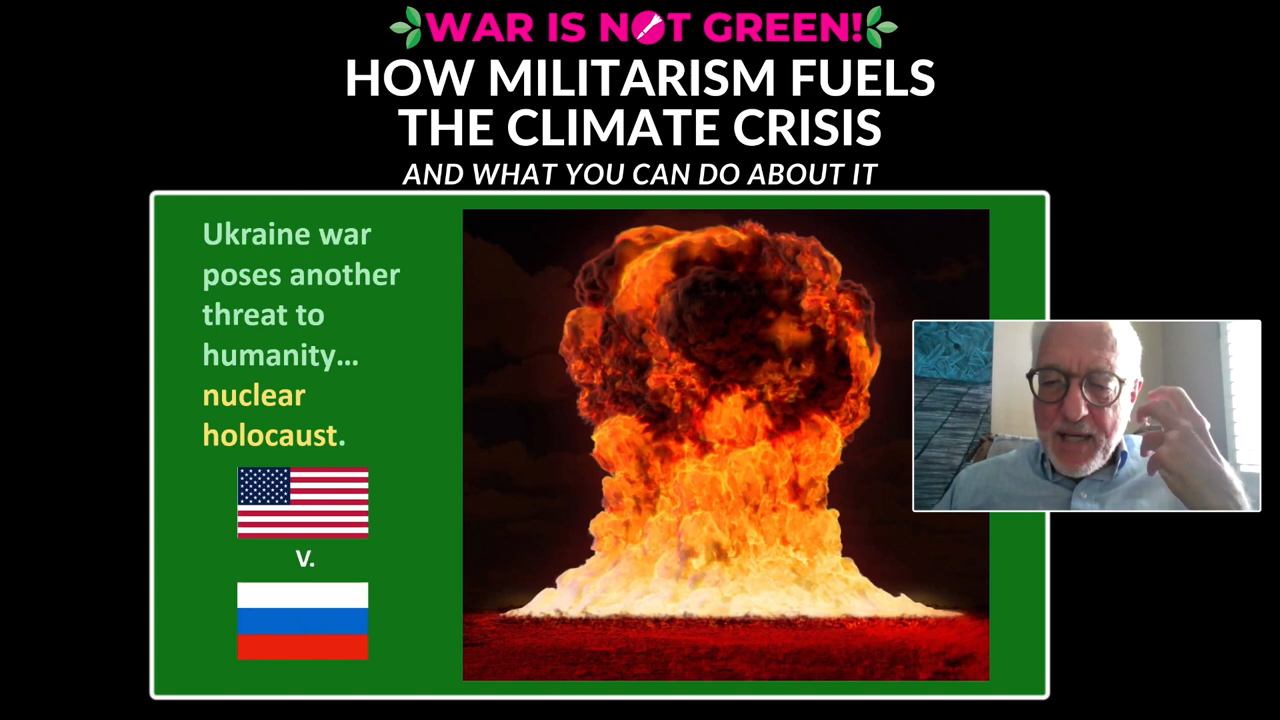 WAR IS NOT GREEN!
HOW MILITARISM FUELS
THE CLIMATE CRISIS
AND WHAT YOU CAN DO ABOUT IT
Ukraine war
poses another
threat to
humanity...
nuclear
holocaust.
v.